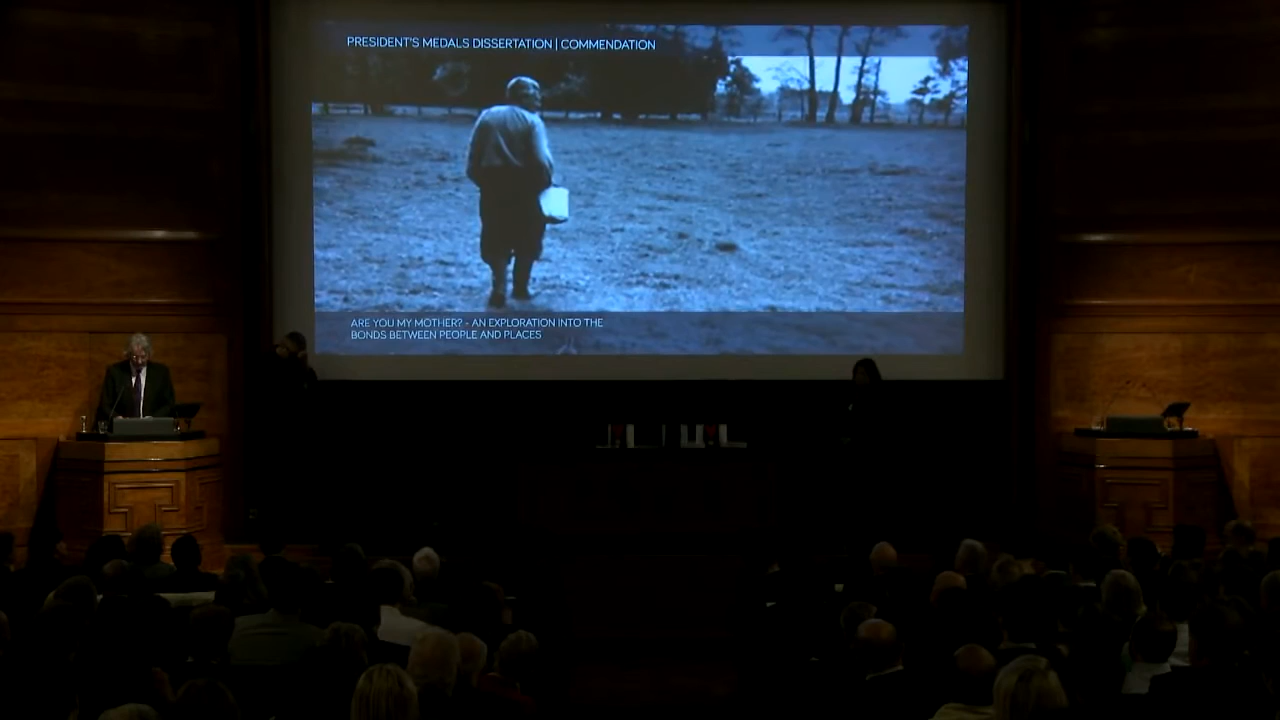 PRESIDENT'S MEDALS DISSERTATION | COMMENDATION
ARE YOU MY MOTHER? - AN EXPLORATION INTO THE
BONDS BETWEEN PEOPLE AND PLACES